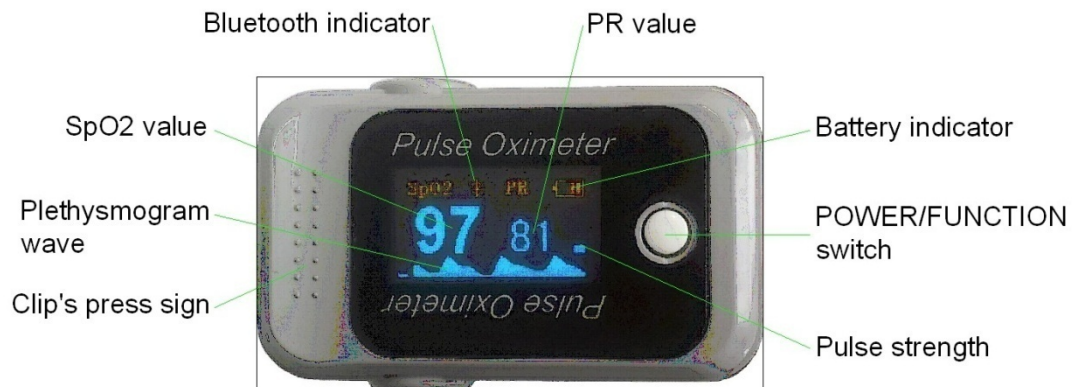 Bluetooth indicator
PR value
SpO2 value
Battery indicator
Pulse Oximeter
SpO2 PR
97 81
Plethysmogram
wave
POWER/FUNCTION
switch
Clip's press sign
Pulse Oximeter
Pulse strength